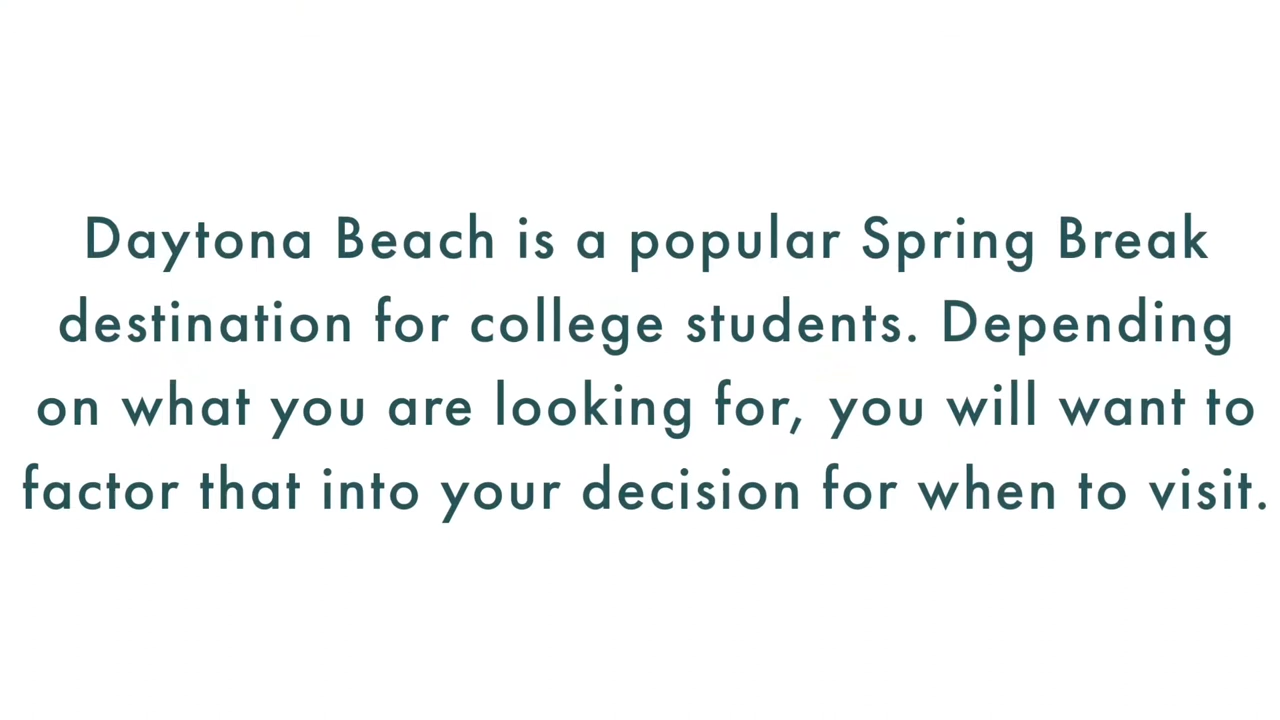 Daytona Beach is a popular Spring Break
destination for college students. Depending
on what you are looking for, you will want to
factor that into your decision for when to visit.